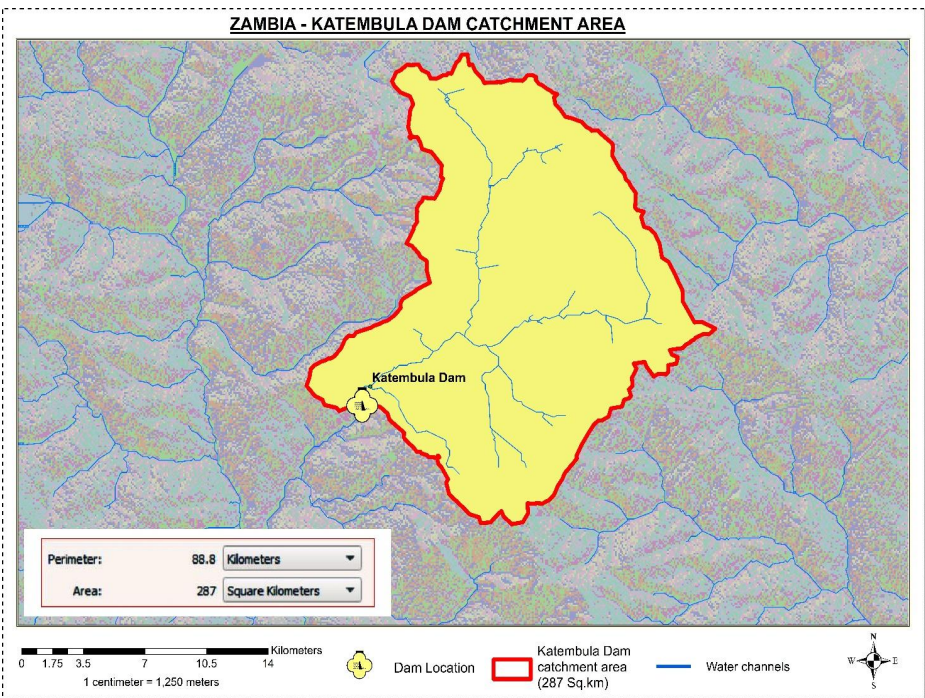 ZAMBIA - KATEMBULA DAM CATCHMENT AREA
Katembula Dam
Perimeter: 88.8 Kilometers
Area: 287 Square Kilometers
Kilometers
0 1.75 3.5 7 10.5 14
1 centimeter = 1,250 meters
Dam Location
Katembula Dam
catchment area
(287 Sq.km)
Water channels
N
W E
S